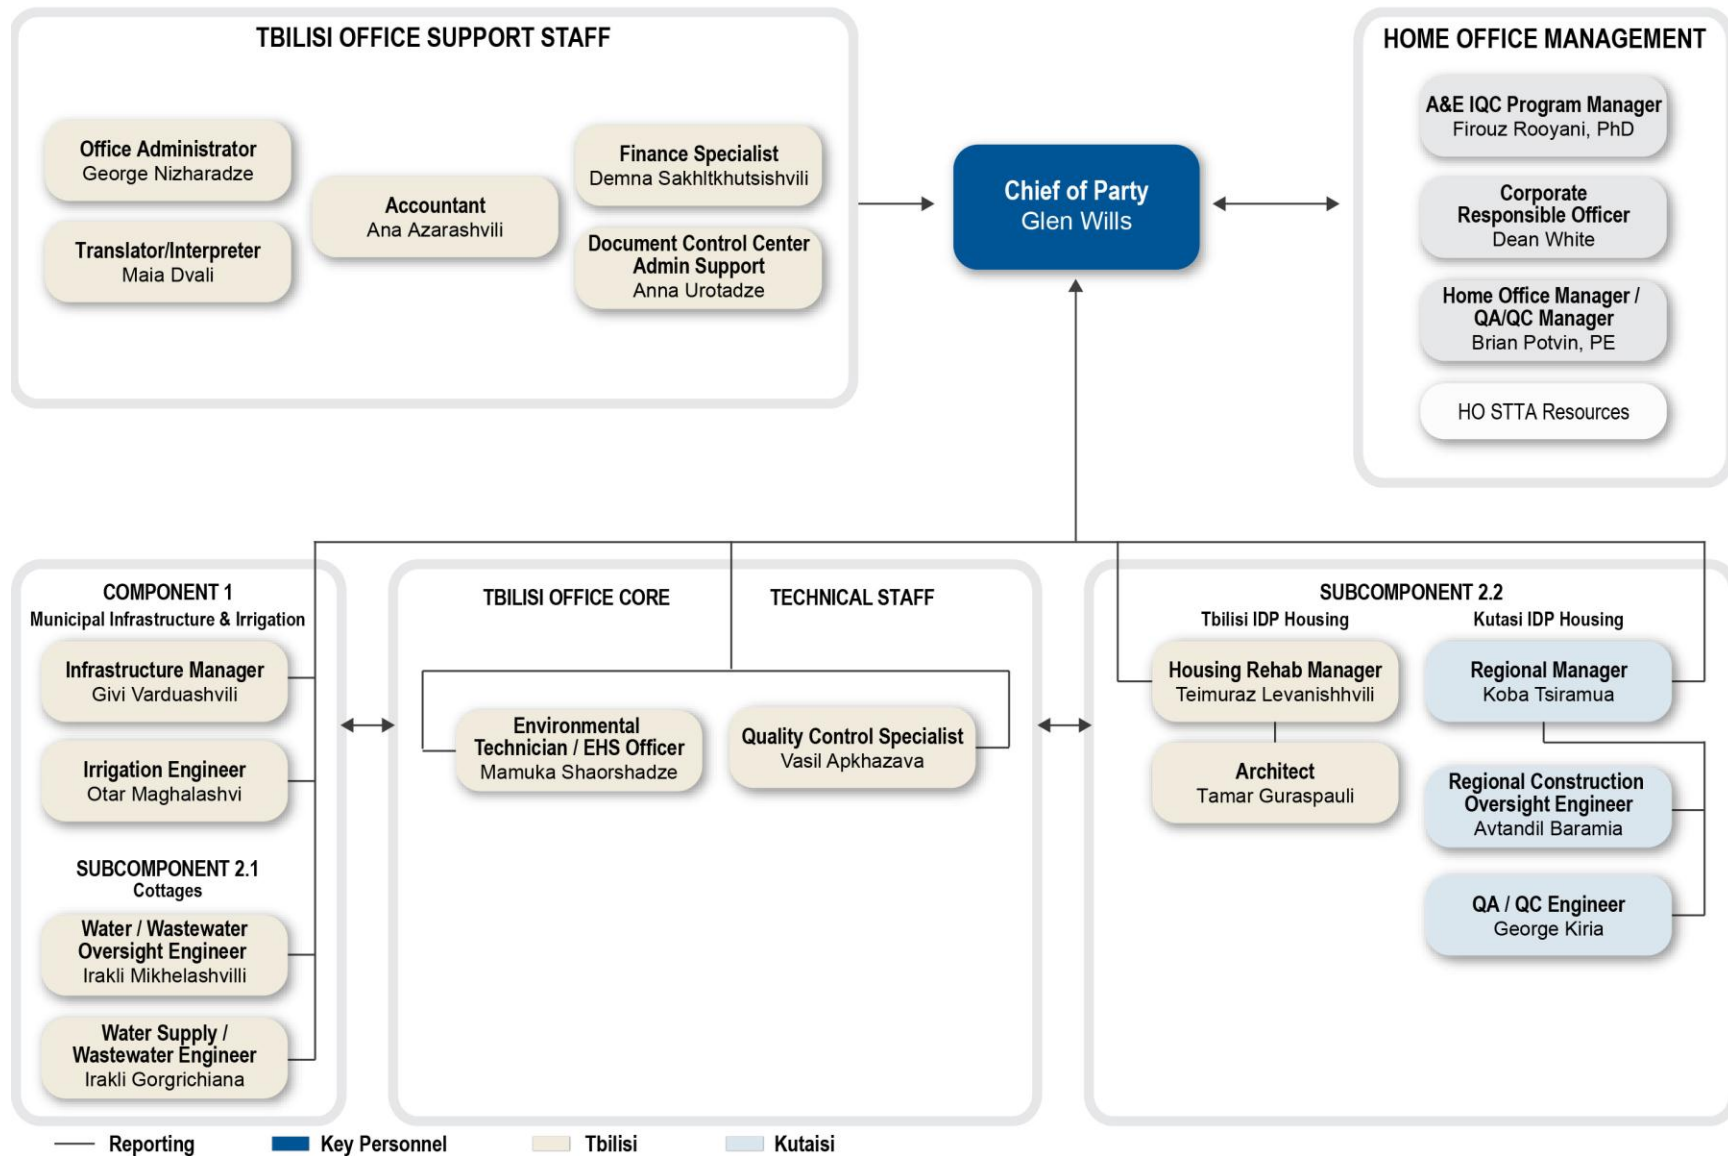 TBILISI OFFICE SUPPORT STAFF
Office Administrator
George Nizharadze
Translator/Interpreter
Maia Dvali
Accountant
Ana Azarashvili
Finance Specialist
Demna Sakhltkhutsishvili
Document Control Center
Admin Support
Anna Urotadze
Chief of Party
Glen Wills
HOME OFFICE MANAGEMENT
A&E IQC Program Manager
Firouz Rooyani, PhD
Corporate
Responsible Officer
Dean White
Home Office Manager /
QA/QC Manager
Brian Potvin, PE
HO STTA Resources
COMPONENT 1
Municipal Infrastructure & Irrigation
Infrastructure Manager
Givi Varduashvili
Irrigation Engineer
Otar Maghalashvi
SUBCOMPONENT 2.1
Cottages
Water / Wastewater
Oversight Engineer
Irakli Mikhelashvilli
Water Supply /
Wastewater Engineer
Irakli Gorgrichiana
TBILISI OFFICE CORE TECHNICAL STAFF
Environmental
Technician / EHS Officer
Mamuka Shaorshadze
Quality Control Specialist
Vasil Apkhazava
SUBCOMPONENT 2.2
Tbilisi IDP Housing
Housing Rehab Manager
Teimuraz Levanishhvili
Architect
Tamar Guraspauli
Kutasi IDP Housing
Regional Manager
Koba Tsiramua
Regional Construction
Oversight Engineer
Avtandil Baramia
QA / QC Engineer
George Kiria
Reporting
Key Personnel
Tbilisi
Kutaisi